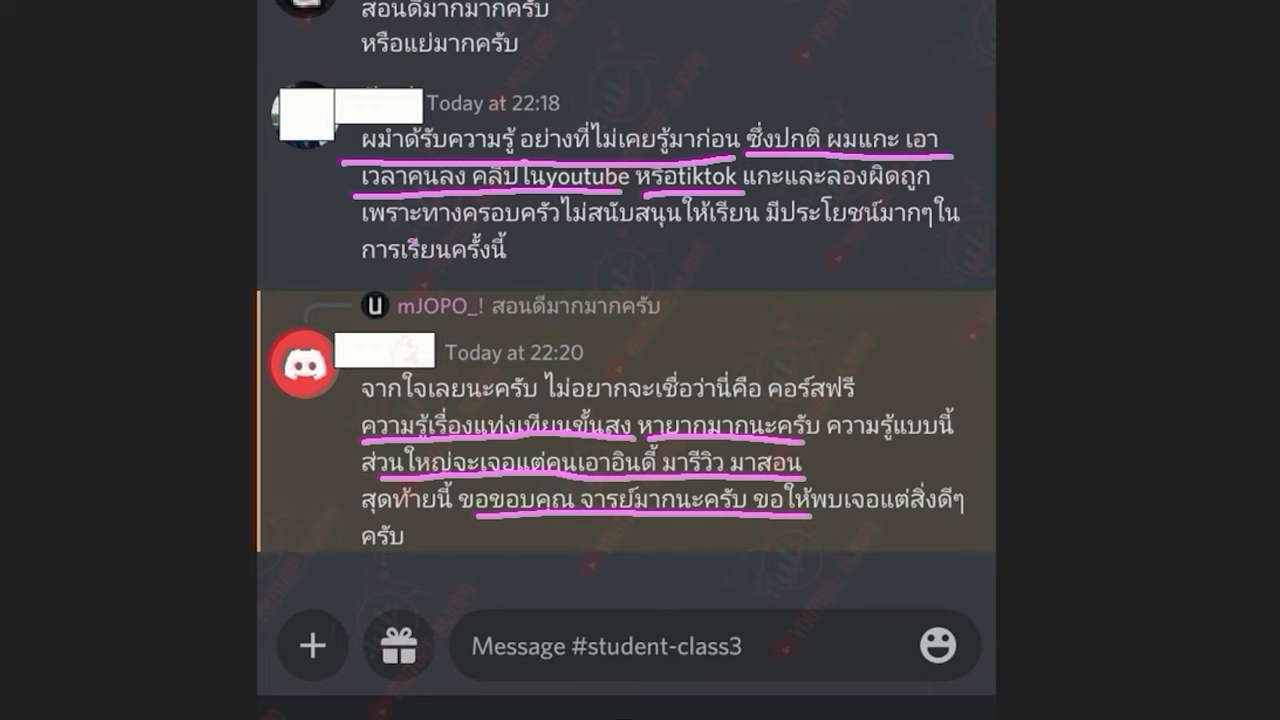 สอนดีมากมากครับ
หรือแย่มากครับ
Today at 22:18
ผมำด้รับความรู้ อย่างที่ไม่เคยรู้มาก่อน ซึ่งปกติ ผมแกะ เอา
เวลาคนลง คลิปในyoutube หรือtiktok แกะและลองผิดถูก
เพราะทางครอบครัวไม่สนับสนุนให้เรียน มีประโยชน์มากๆใน
การเรียนครั้งนี้
mJOPO_! สอนดีมากมากครับ
Today at 22:20
จากใจเลยนะครับ ไม่อยากจะเชื่อว่านี่คือ คอร์สฟรี
ความรู้เรื่องแท่งเทียนขั้นสูง หายากมากนะครับ ความรู้แบบนี้
ส่วนใหญ่จะเจอแต่คนเอาอินดี้ มารีวิว มาสอน
สุดท้ายนี้ ขอขอบคุณ จารย์มากนะครับ ขอให้พบเจอแต่สิ่งดีๆ
ครับ
Message #student-class3